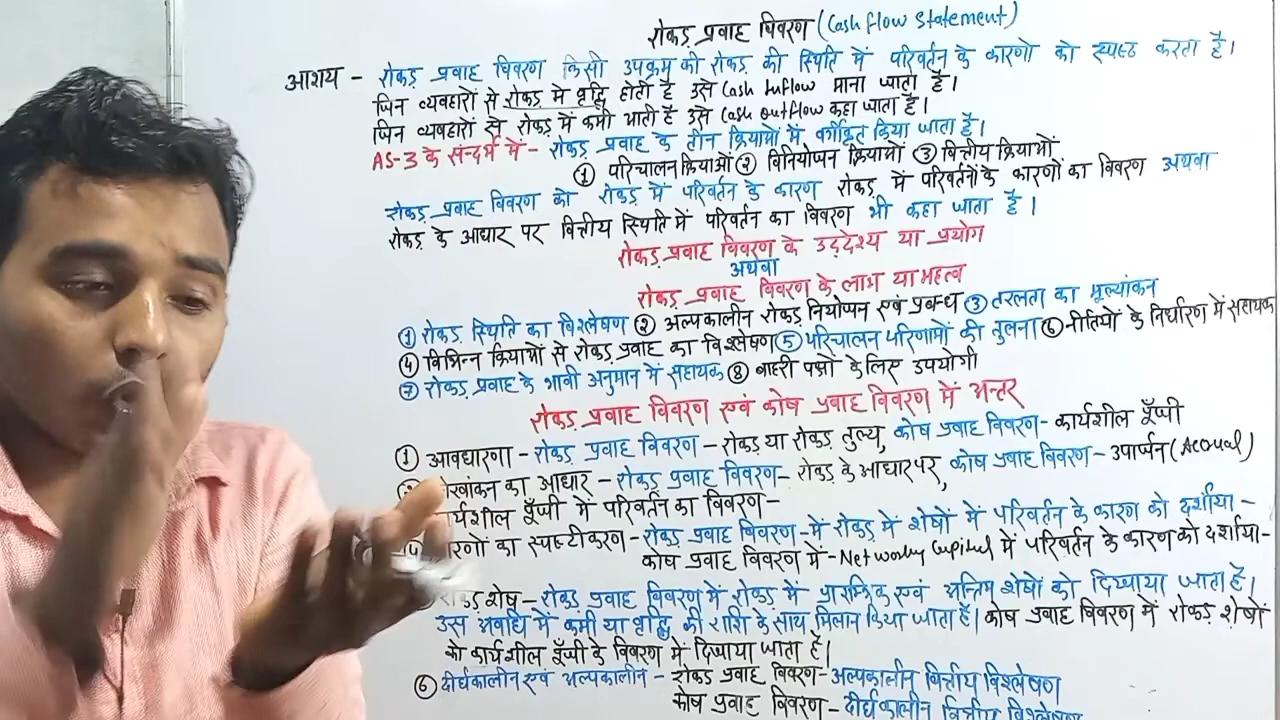 रोकड़ प्रवाह विवरण (Cash flow Statement)
आशय - रोकड़ प्रवाह विवरण किसी उपक्रम की रोकड़ की स्थिति में परिवर्तन के कारणो को स्पष्ट करता है।
जिन व्यवहारों से रोकड़ में वृद्धि होती है उसे Cash Inflow माना जाता है।
जिन व्यवहारों से रोकड़ में कमी आती है उसे Cash outflow कहा जाता है।
AS-3 के संदर्भ में - रोकड़ प्रवाह के तीन क्रियाओं में वर्गीकृत किया जाता है।
① परिचालन क्रियाओं ② विनियोजन क्रियाओं ③ वित्तीय क्रियाओं
रोकड़ प्रवाह विवरण को रोकड़ में परिवर्तन के कारण रोकड़ में परिवर्तनों के कारणों का विवरण अथवा
रोकड़ के आधार पर वित्तीय स्थिति में परिवर्तन का विवरण भी कहा जाता है।
रोकड़ प्रवाह विवरण के उद्देश्य या प्रयोग
अथवा
रोकड़ प्रवाह विवरण के लाभ या महत्व
① रोकड़ स्थिति का विश्लेषण ② अल्पकालीन रोकड़ नियोजन एवं प्रबन्ध ③ तरलता का मूल्यांकन
④ विभिन्न क्रियाओं से रोकड़ प्रवाह का विश्लेषण ⑤ परिचालन परिणामों की तुलना ⑥ नीतियों के निर्धारण में सहायक
⑦ रोकड़ प्रवाह के भावी अनुमान में सहायक ⑧ बाहरी पक्षों के लिए उपयोगी
रोकड़ प्रवाह विवरण एवं कोष प्रवाह विवरण में अन्तर
① अवधारणा - रोकड़ प्रवाह विवरण - रोकड़ या रोकड़ तुल्य, कोष प्रवाह विवरण - कार्यशील पूँजी
का आधार - रोकड़ प्रवाह विवरण - रोकड़ के आधार पर, कोष प्रवाह विवरण - उपार्जन (Accrual)
पूँजी में परिवर्तन का विवरण -
का स्पष्टीकरण - रोकड़ प्रवाह विवरण - में रोकड़ में शेषों में परिवर्तन के कारण को दर्शाया -
कोष प्रवाह विवरण में - Net Capital में परिवर्तन के कारण को दर्शाया -
रोकड़ शेष - रोकड़ प्रवाह विवरण में रोकड़ में प्रारम्भिक एवं अन्तिम शेषों को दिखाया जाता है।
उस अवधि में कमी या वृद्धि की राशि के साथ मिलान किया जाता है। कोष प्रवाह विवरण में रोकड़ शेषों
को कार्यशील पूँजी के विवरण में दिखाया जाता है।
⑥ दीर्घकालीन एवं अल्पकालीन - रोकड़ प्रवाह विवरण - अल्पकालीन वित्तीय विश्लेषण
कोष प्रवाह विवरण - दीर्घकालीन वित्तीय विश्लेषण